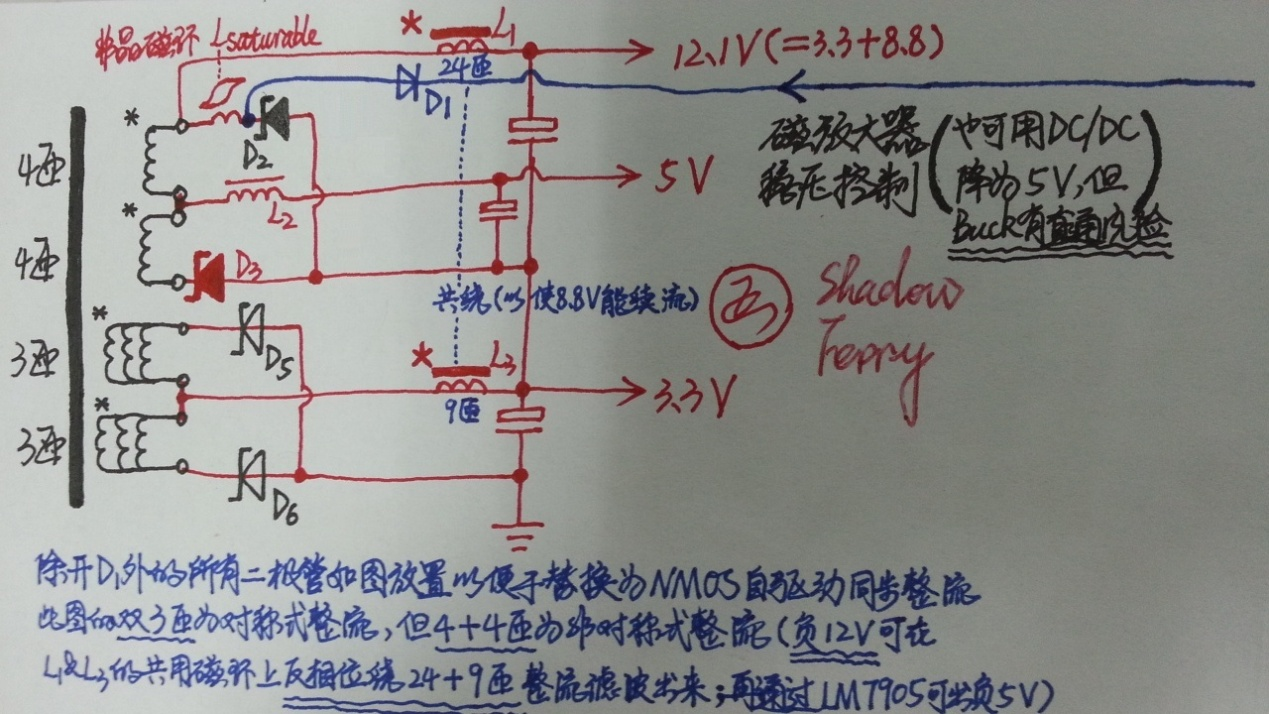 非晶磁环 Lsaturable
* L₁
24匝
12.1V(=3.3+8.8)
D1
*
D2
4匝
磁放大器
稳压控制
(也可用DC/DC
降为5V,但
Buck有直通风险)
5V
*
L₂
4匝
D3
共绕(以使8.8V能续流)
五
Shadow
Ferry
*
3匝
D5
* L₃
9匝
3.3V
*
3匝
D6
除开D₁外的所有二极管如图放置以便于替换为NMOS自驱动同步整流
此图的双3匝为对称式整流,但4+4匝为非对称式整流(负12V可在
L₁&L₃的共用磁环上反相位绕24+9匝整流滤波出来;再通过LM7905可出负5V)